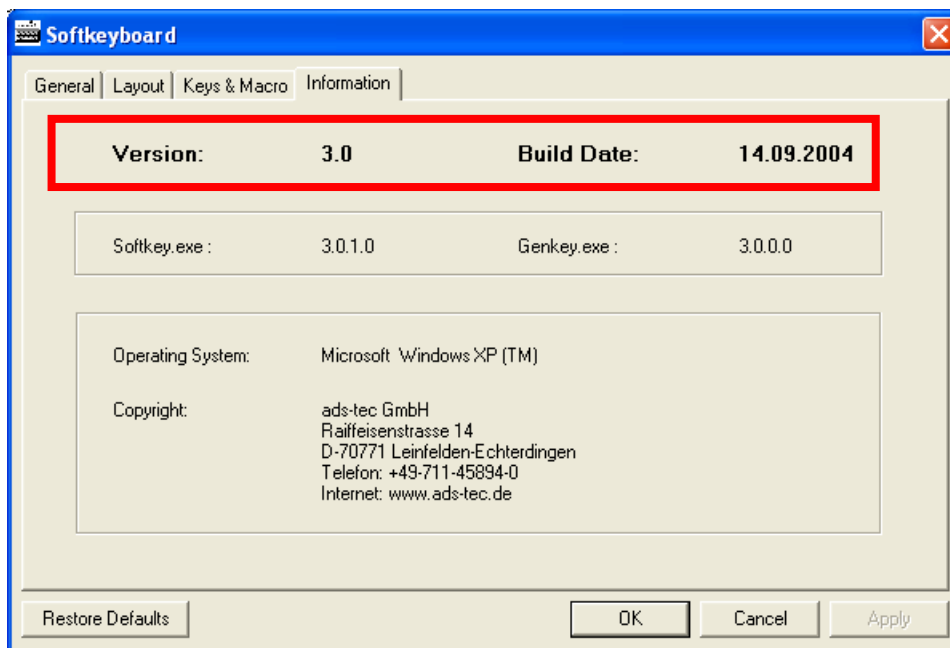 Softkeyboard
General Layout Keys & Macro Information
Version: 3.0 Build Date: 14.09.2004
Softkey.exe : 3.0.1.0 Genkey.exe : 3.0.0.0
Operating System: Microsoft Windows XP (TM)
Copyright: ads-tec GmbH
Raiffeisenstrasse 14
D-70771 Leinfelden-Echterdingen
Telefon: +49-711-45894-0
Internet: www.ads-tec.de
Restore Defaults OK Cancel Apply